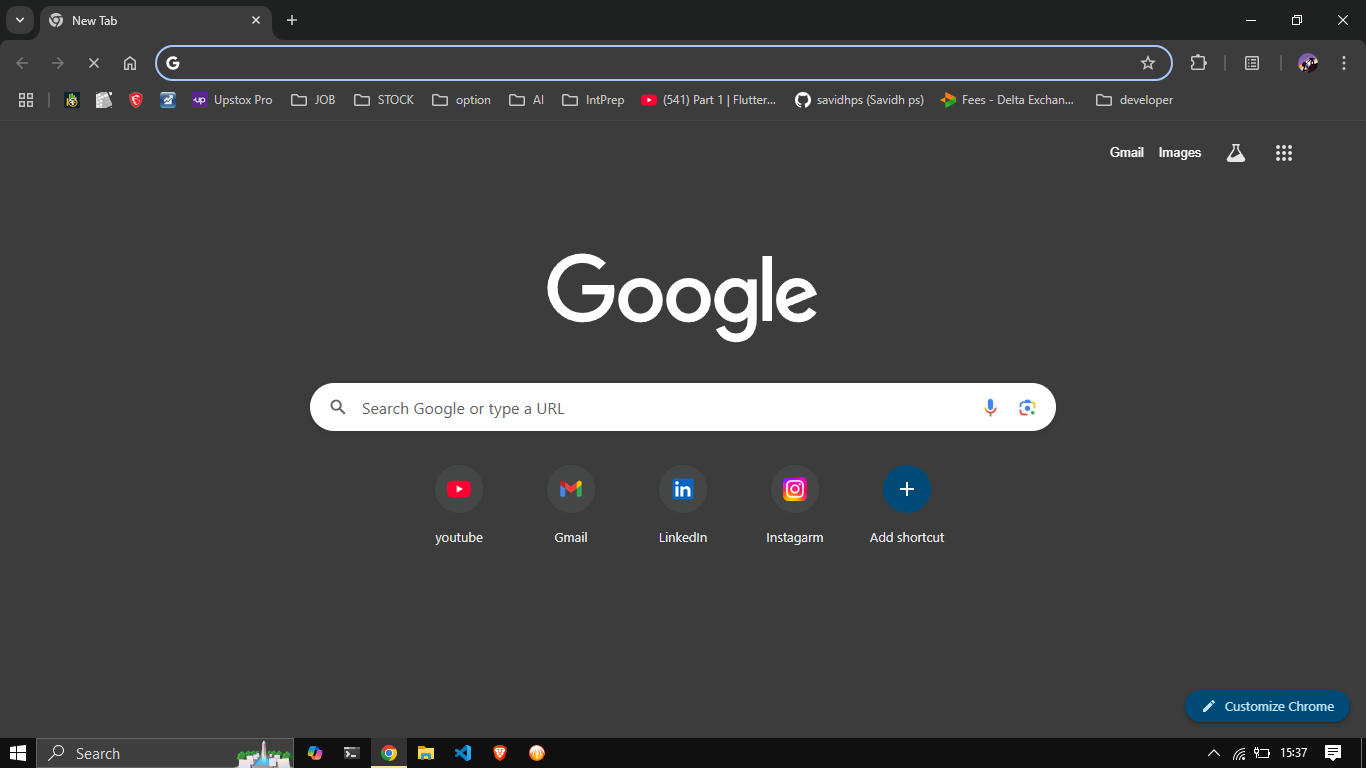 New Tab
Upstox Pro
JOB
STOCK
option
AI
IntPrep
(541) Part 1 | Flutter...
savidhps (Savidh ps)
Fees - Delta Exchan...
developer
Gmail
Images
Google
Search Google or type a URL
youtube
Gmail
LinkedIn
Instagarm
Add shortcut
Customize Chrome
Search
15:37